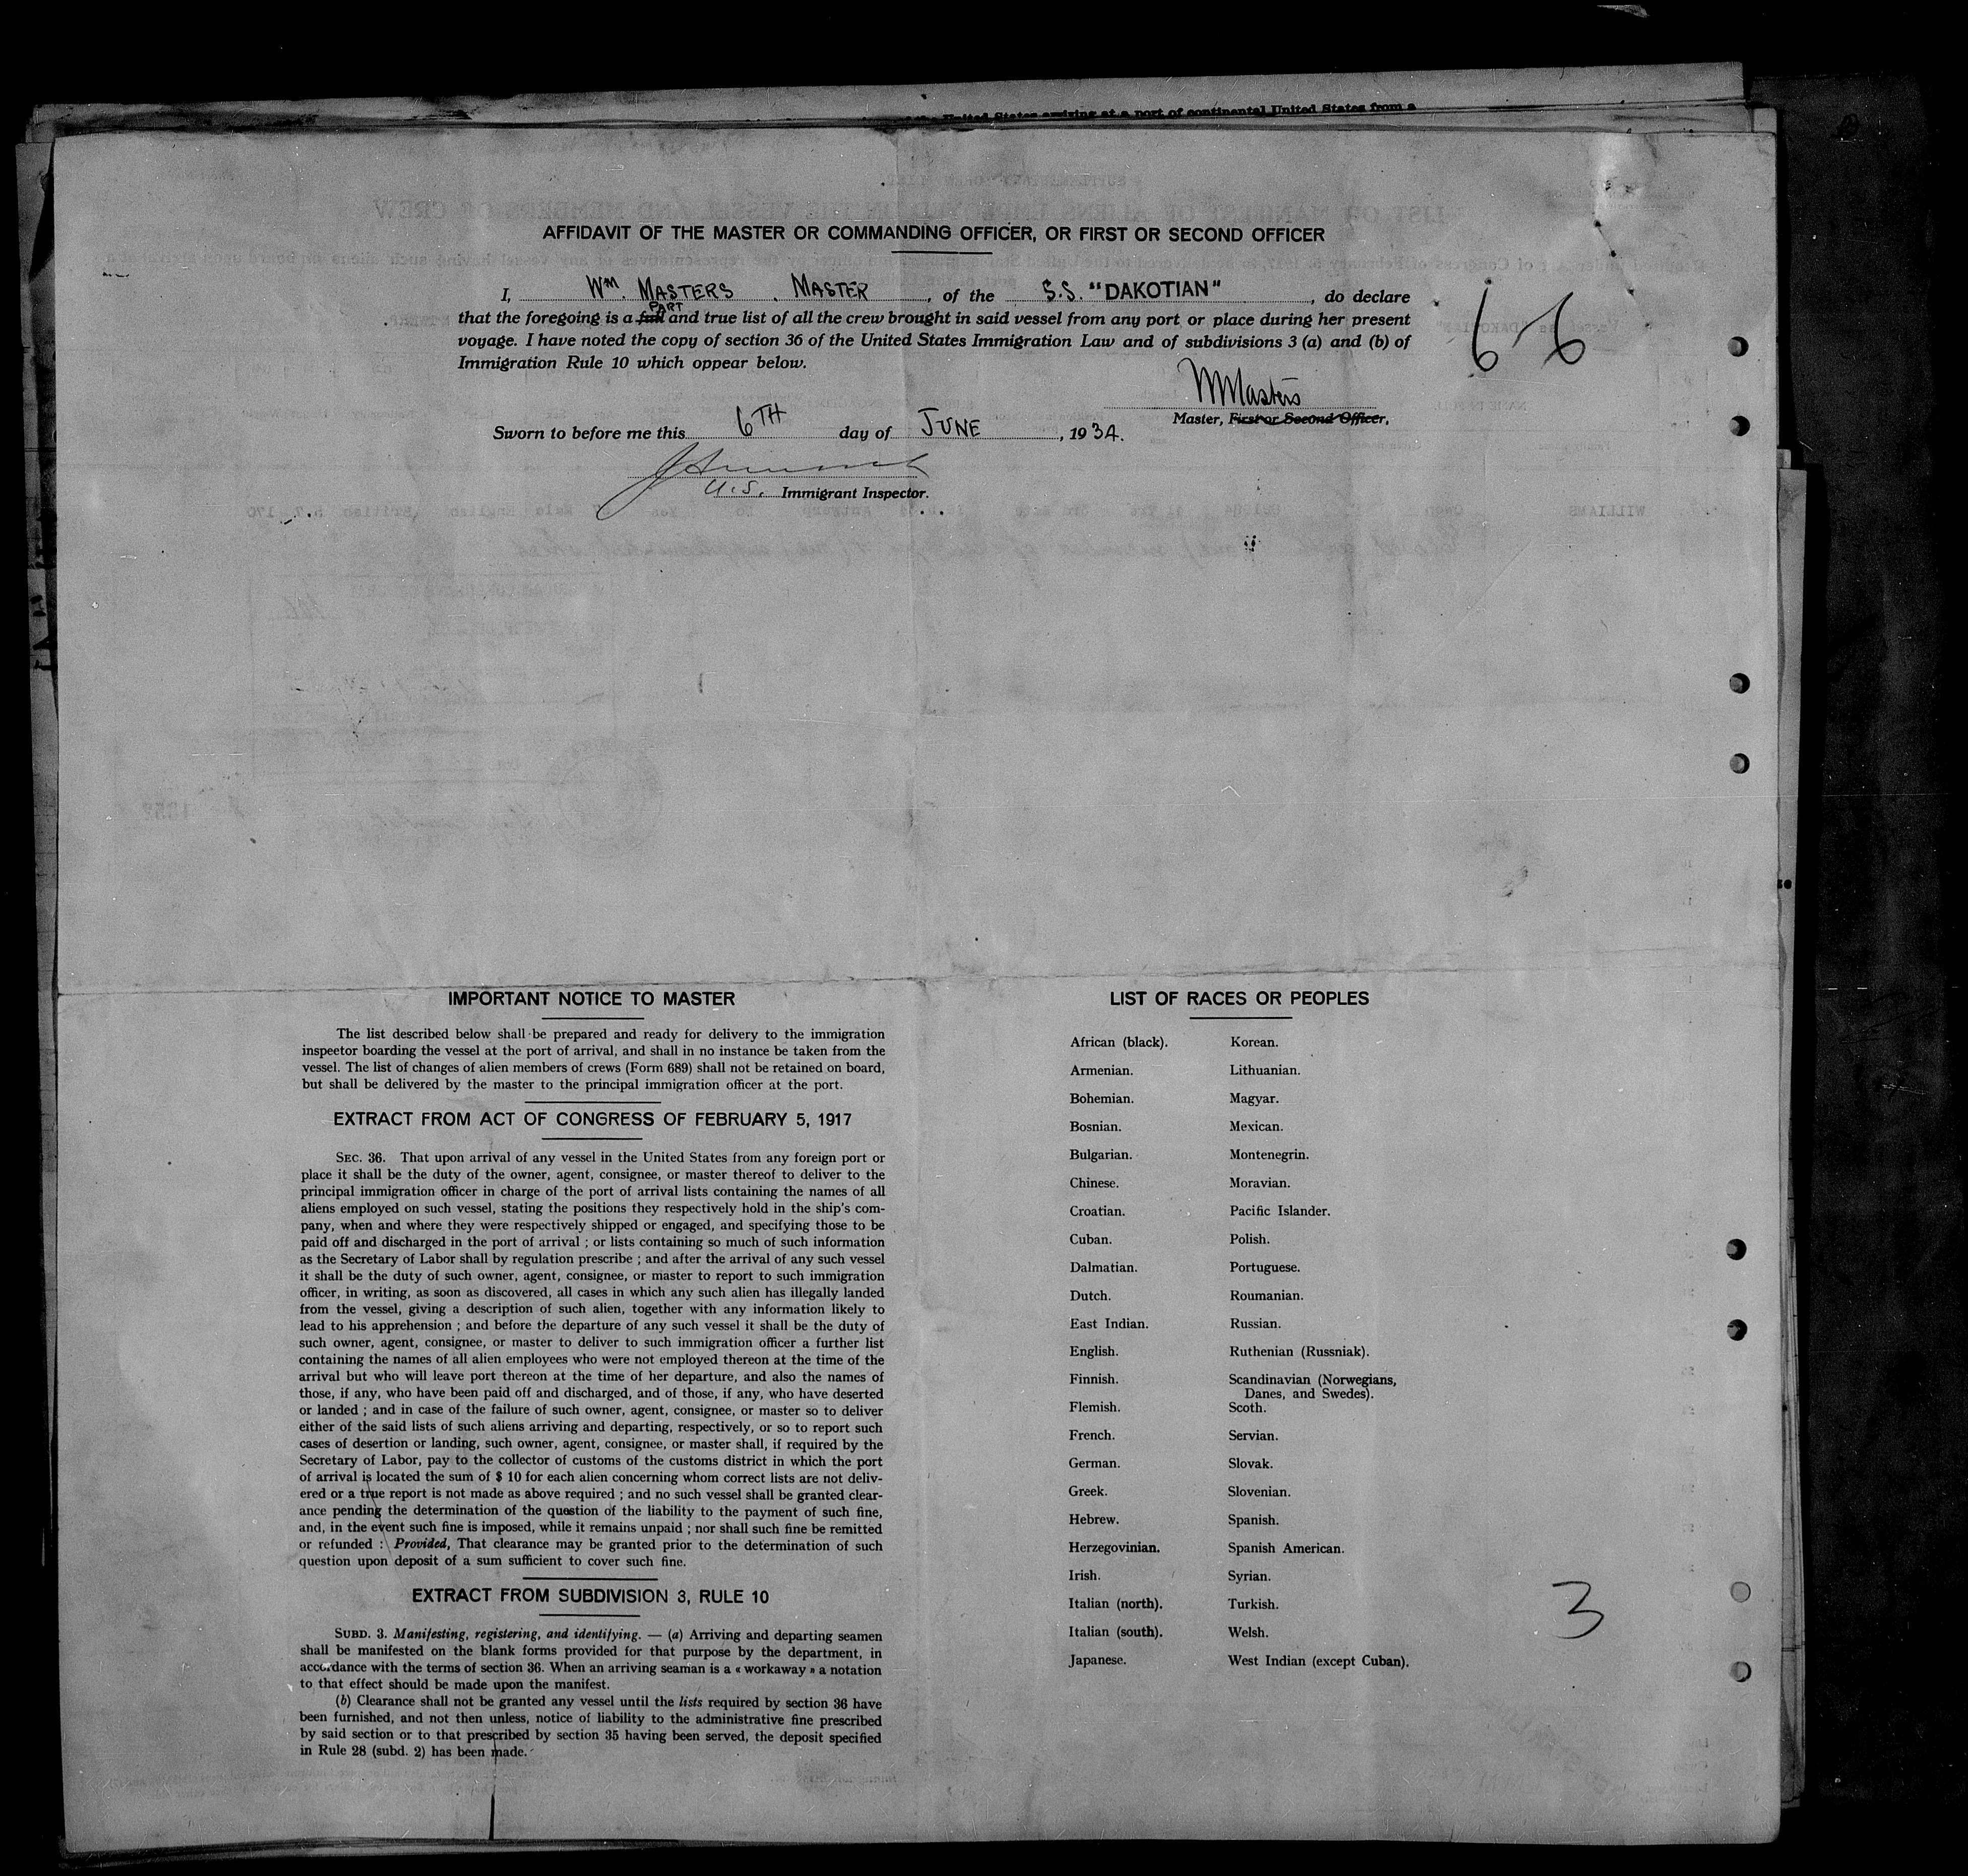 the United States arriving at a port of continental United States from a
AFFIDAVIT OF THE MASTER OR COMMANDING OFFICER, OR FIRST OR SECOND OFFICER
I, Wm. MASTERS , MASTER , of the S.S. "DAKOTIAN" , do declare
PART
that the foregoing is a full and true list of all the crew brought in said vessel from any port or place during her present
voyage. I have noted the copy of section 36 of the United States Immigration Law and of subdivisions 3 (a) and (b) of
Immigration Rule 10 which oppear below.
6-6
WMasters
Master, First or Second Officer,
Sworn to before me this 6TH day of JUNE , 1934.
U.S. Immigrant Inspector.
IMPORTANT NOTICE TO MASTER
The list described below shall be prepared and ready for delivery to the immigration
inspeetor boarding the vessel at the port of arrival, and shall in no instance be taken from the
vessel. The list of changes of alien members of crews (Form 689) shall not be retained on board,
but shall be delivered by the master to the principal immigration officer at the port.
EXTRACT FROM ACT OF CONGRESS OF FEBRUARY 5, 1917
SEC. 36. That upon arrival of any vessel in the United States from any foreign port or
place it shall be the duty of the owner, agent, consignee, or master thereof to deliver to the
principal immigration officer in charge of the port of arrival lists containing the names of all
aliens employed on such vessel, stating the positions they respectively hold in the ship's com-
pany, when and where they were respectively shipped or engaged, and specifying those to be
paid off and discharged in the port of arrival ; or lists containing so much of such information
as the Secretary of Labor shall by regulation prescribe ; and after the arrival of any such vessel
it shall be the duty of such owner, agent, consignee, or master to report to such immigration
officer, in writing, as soon as discovered, all cases in which any such alien has illegally landed
from the vessel, giving a description of such alien, together with any information likely to
lead to his apprehension ; and before the departure of any such vessel it shall be the duty of
such owner, agent, consignee, or master to deliver to such immigration officer a further list
containing the names of all alien employees who were not employed thereon at the time of the
arrival but who will leave port thereon at the time of her departure, and also the names of
those, if any, who have been paid off and discharged, and of those, if any, who have deserted
or landed ; and in case of the failure of such owner, agent, consignee, or master so to deliver
either of the said lists of such aliens arriving and departing, respectively, or so to report such
cases of desertion or landing, such owner, agent, consignee, or master shall, if required by the
Secretary of Labor, pay to the collector of customs of the customs district in which the port
of arrival is located the sum of $ 10 for each alien concerning whom correct lists are not deliv-
ered or a true report is not made as above required ; and no such vessel shall be granted clear-
ance pending the determination of the question of the liability to the payment of such fine,
and, in the event such fine is imposed, while it remains unpaid ; nor shall such fine be remitted
or refunded : Provided, That clearance may be granted prior to the determination of such
question upon deposit of a sum sufficient to cover such fine.
EXTRACT FROM SUBDIVISION 3, RULE 10
SUBD. 3. Manifesting, registering, and identifying. — (a) Arriving and departing seamen
shall be manifested on the blank forms provided for that purpose by the department, in
accordance with the terms of section 36. When an arriving seaman is a « workaway » a notation
to that effect should be made upon the manifest.
(b) Clearance shall not be granted any vessel until the lists required by section 36 have
been furnished, and not then unless, notice of liability to the administrative fine prescribed
by said section or to that prescribed by section 35 having been served, the deposit specified
in Rule 28 (subd. 2) has been made.
LIST OF RACES OR PEOPLES
African (black).
Armenian.
Bohemian.
Bosnian.
Bulgarian.
Chinese.
Croatian.
Cuban.
Dalmatian.
Dutch.
East Indian.
English.
Finnish.
Flemish.
French.
German.
Greek.
Hebrew.
Herzegovinian.
Irish.
Italian (north).
Italian (south).
Japanese.
Korean.
Lithuanian.
Magyar.
Mexican.
Montenegrin.
Moravian.
Pacific Islander.
Polish.
Portuguese.
Roumanian.
Russian.
Ruthenian (Russniak).
Scandinavian (Norwegians,
Danes, and Swedes).
Scoth.
Servian.
Slovak.
Slovenian.
Spanish.
Spanish American.
Syrian.
Turkish.
Welsh.
West Indian (except Cuban).
3